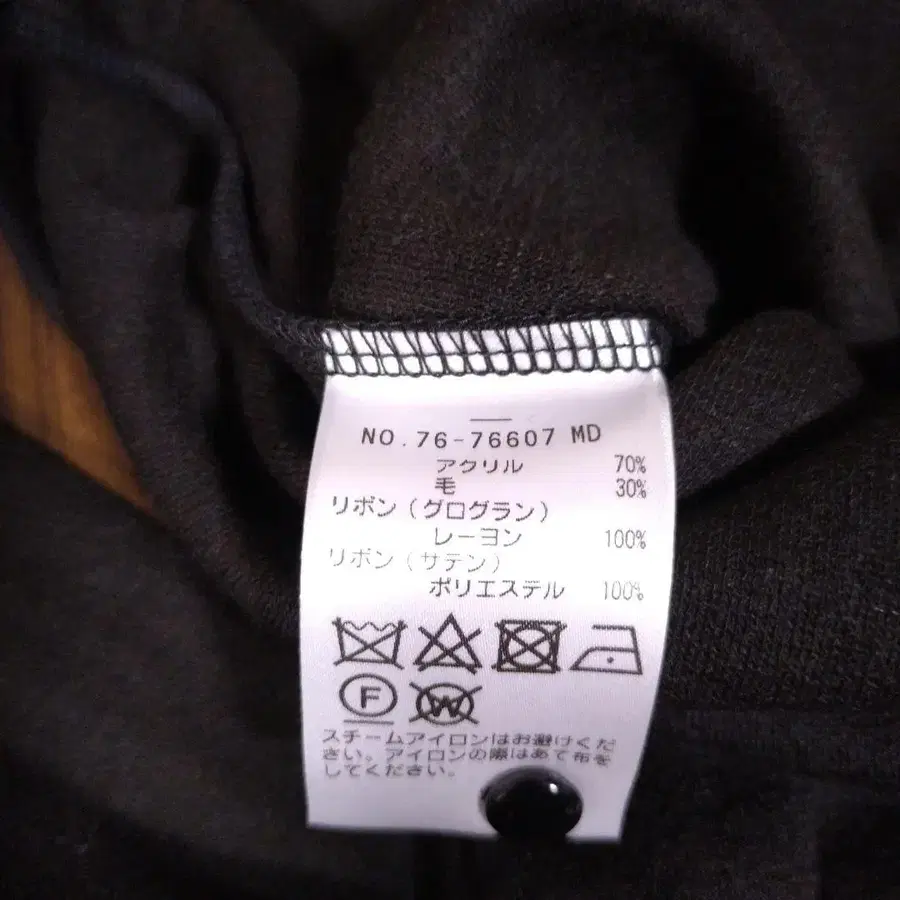 NO.76-76607 MD
アクリル 70%
毛 30%
リボン(グログラン)
レーヨン 100%
リボン(サテン)
ポリエステル 100%
F W
スチームアイロンはお避けくだ
さい。アイロンの際はあて布を
してください。